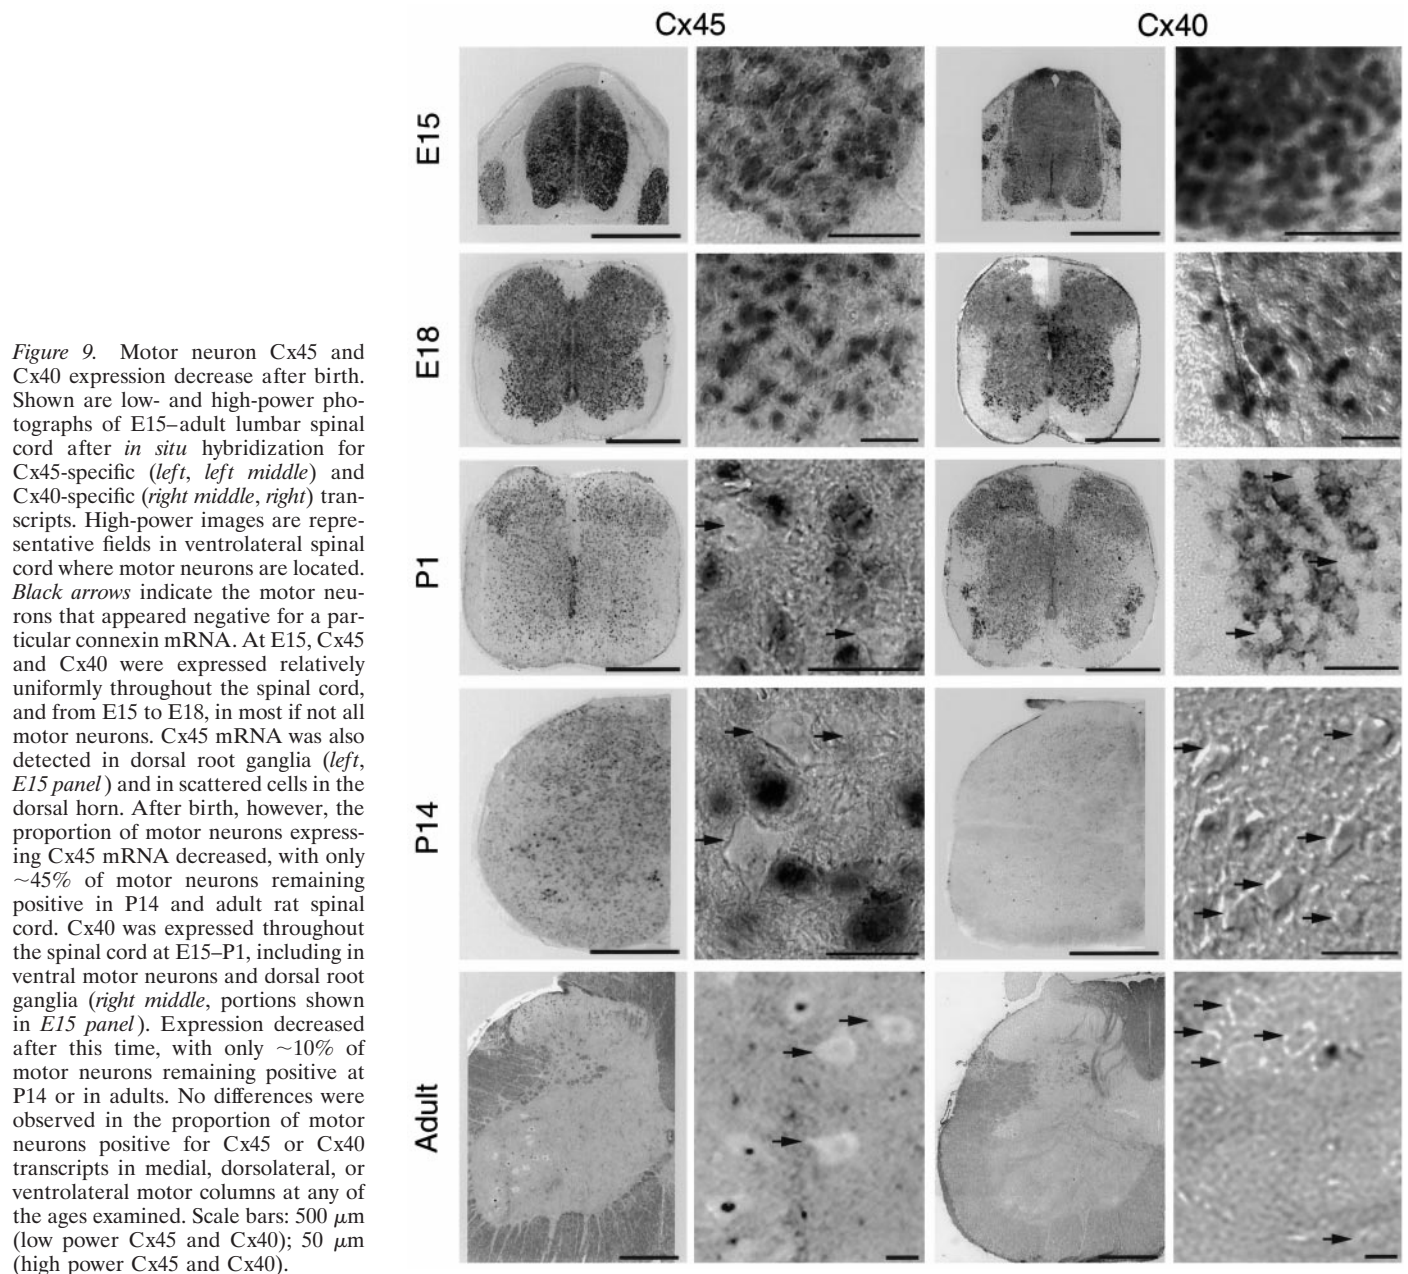 Cx45
Cx40
E15
E18
P1
P14
Adult
Figure 9. Motor neuron Cx45 and
Cx40 expression decrease after birth.
Shown are low- and high-power pho-
tographs of E15–adult lumbar spinal
cord after in situ hybridization for
Cx45-specific (left, left middle) and
Cx40-specific (right middle, right) tran-
scripts. High-power images are repre-
sentative fields in ventrolateral spinal
cord where motor neurons are located.
Black arrows indicate the motor neu-
rons that appeared negative for a par-
ticular connexin mRNA. At E15, Cx45
and Cx40 were expressed relatively
uniformly throughout the spinal cord,
and from E15 to E18, in most if not all
motor neurons. Cx45 mRNA was also
detected in dorsal root ganglia (left,
E15 panel) and in scattered cells in the
dorsal horn. After birth, however, the
proportion of motor neurons express-
ing Cx45 mRNA decreased, with only
∼45% of motor neurons remaining
positive in P14 and adult rat spinal
cord. Cx40 was expressed throughout
the spinal cord at E15–P1, including in
ventral motor neurons and dorsal root
ganglia (right middle, portions shown
in E15 panel). Expression decreased
after this time, with only ∼10% of
motor neurons remaining positive at
P14 or in adults. No differences were
observed in the proportion of motor
neurons positive for Cx45 or Cx40
transcripts in medial, dorsolateral, or
ventrolateral motor columns at any of
the ages examined. Scale bars: 500 μm
(low power Cx45 and Cx40); 50 μm
(high power Cx45 and Cx40).